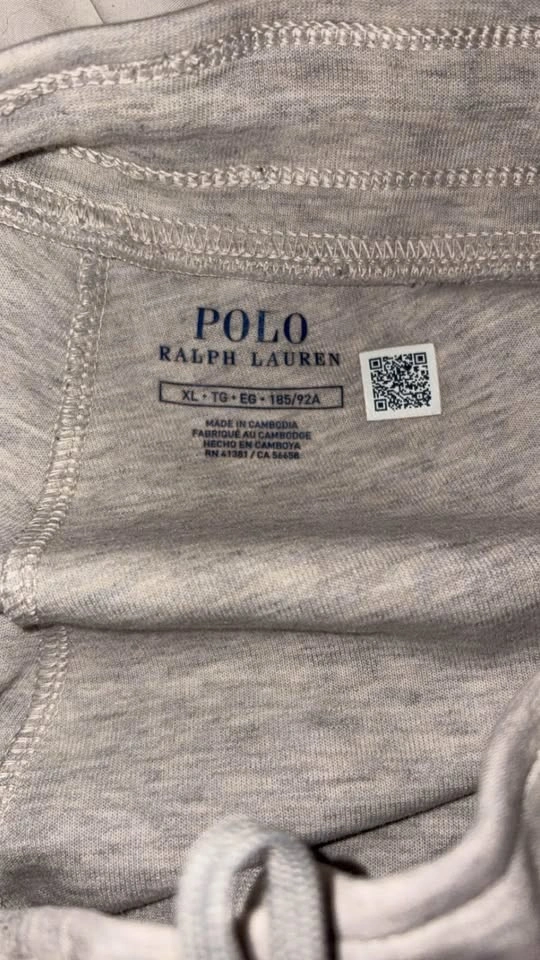 POLO
RALPH LAUREN
XL • TG • EG • 185/92A
MADE IN CAMBODIA
FABRIQUÉ AU CAMBODGE
HECHO EN CAMBOYA
RN 41381 / CA 56658